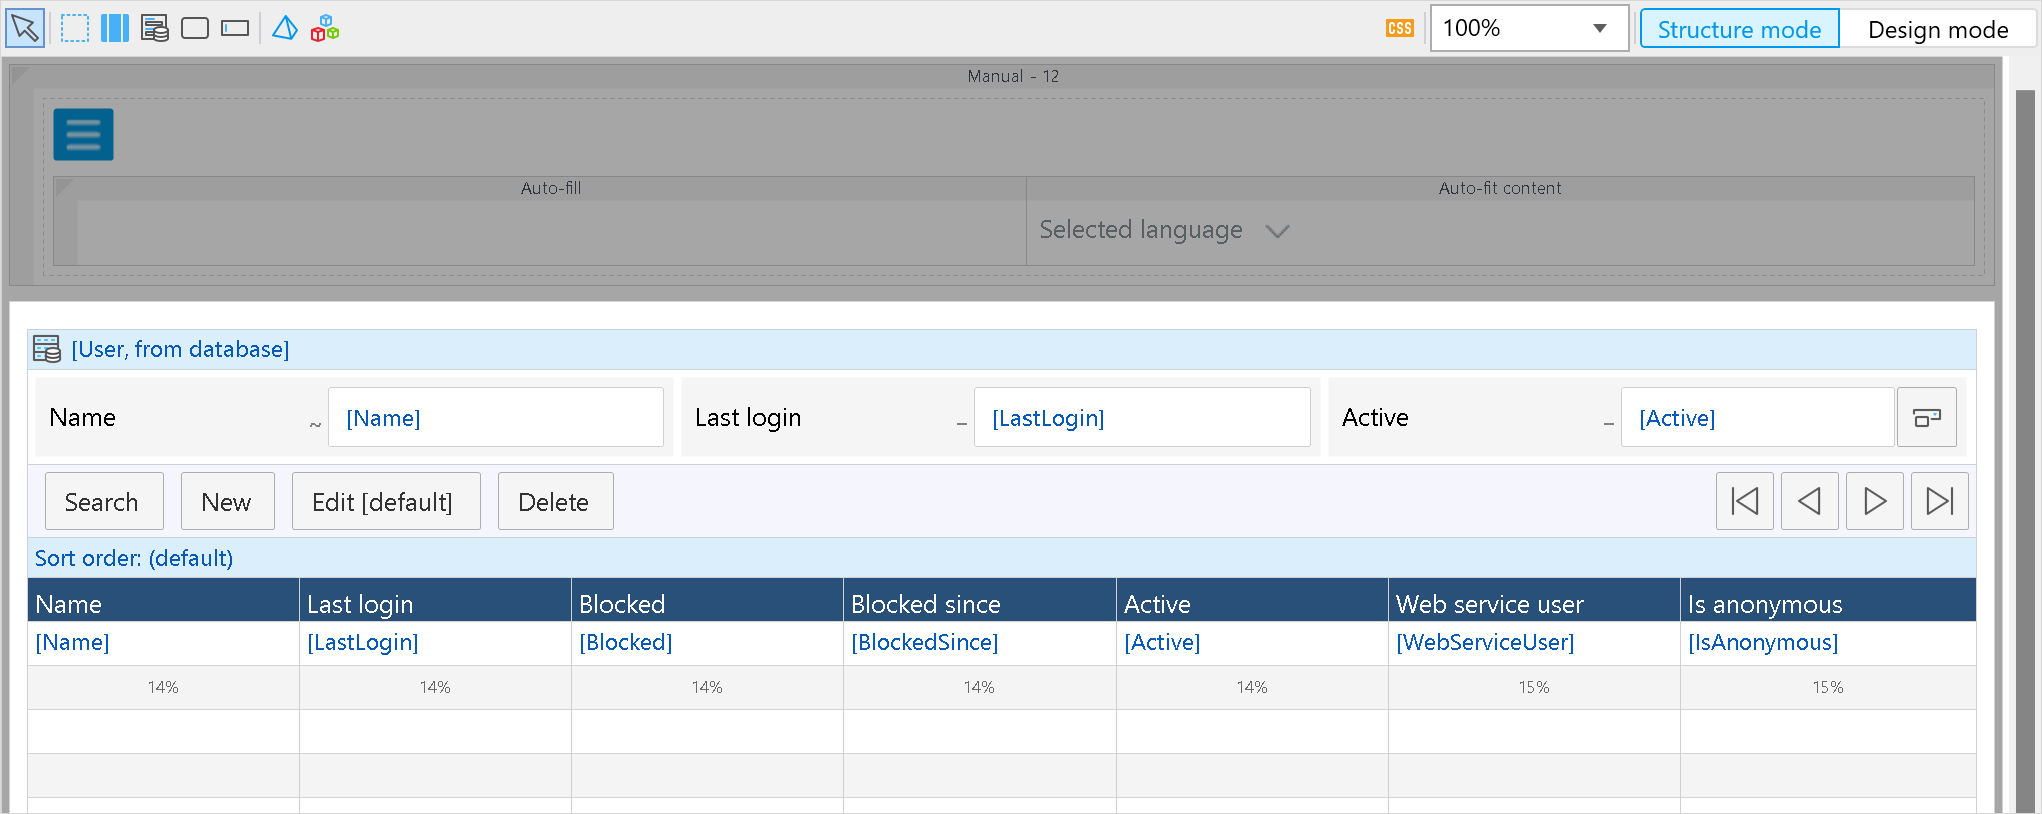 CSS 100% Structure mode Design mode
Manual - 12
Auto-fill Auto-fit content
Selected language
[User, from database]
Name ~ [Name] Last login – [LastLogin] Active – [Active]
Search New Edit [default] Delete
Sort order: (default)
Name Last login Blocked Blocked since Active Web service user Is anonymous
[Name] [LastLogin] [Blocked] [BlockedSince] [Active] [WebServiceUser] [IsAnonymous]
14% 14% 14% 14% 14% 15% 15%